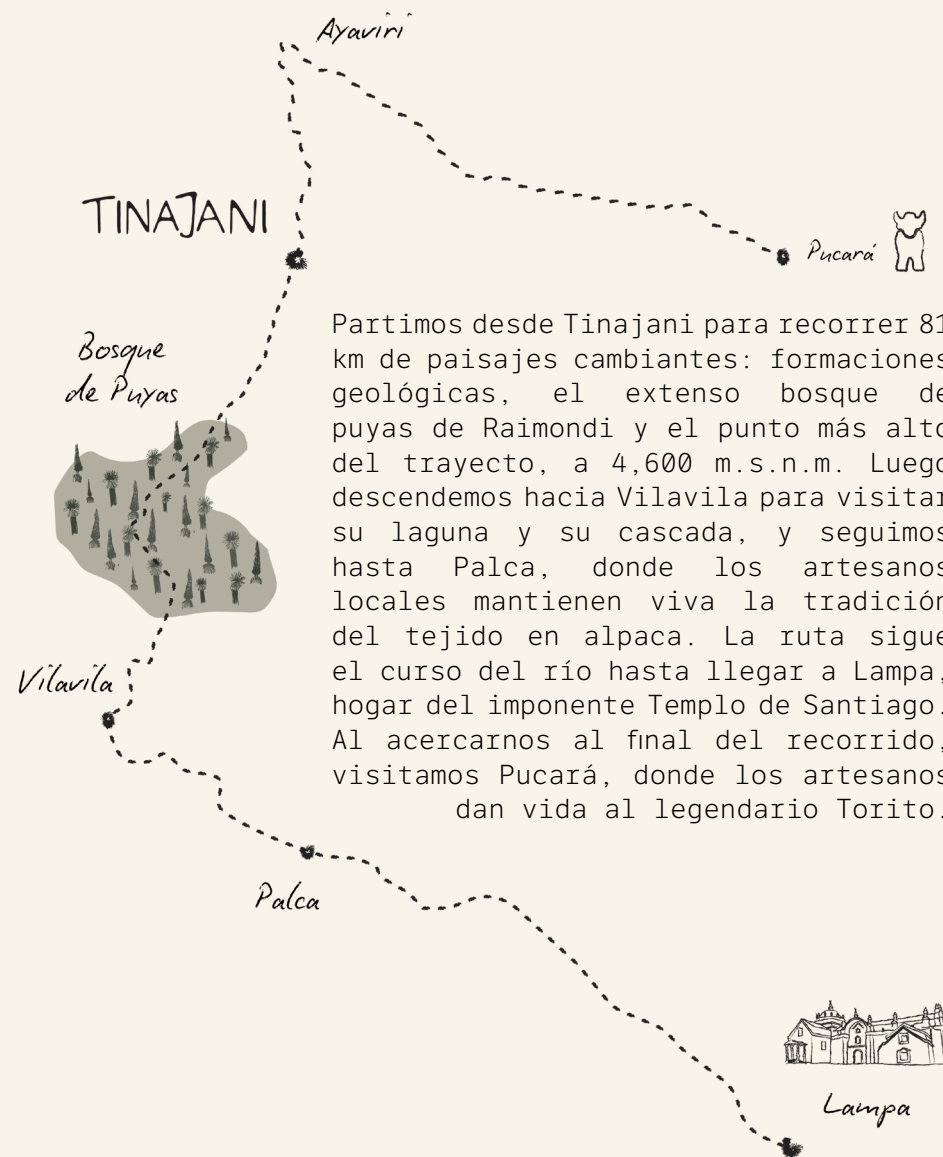 Ayaviri
TINAJANI
Pucará
Bosque
de Puyas
Partimos desde Tinajani para recorrer 81
km de paisajes cambiantes: formaciones
geológicas, el extenso bosque de
puyas de Raimondi y el punto más alto
del trayecto, a 4,600 m.s.n.m. Luego
descendemos hacia Vilavila para visitar
su laguna y su cascada, y seguimos
hasta Palca, donde los artesanos
locales mantienen viva la tradición
del tejido en alpaca. La ruta sigue
el curso del río hasta llegar a Lampa,
hogar del imponente Templo de Santiago.
Al acercarnos al final del recorrido,
visitamos Pucará, donde los artesanos
dan vida al legendario Torito.
Vilavila
Palca
Lampa